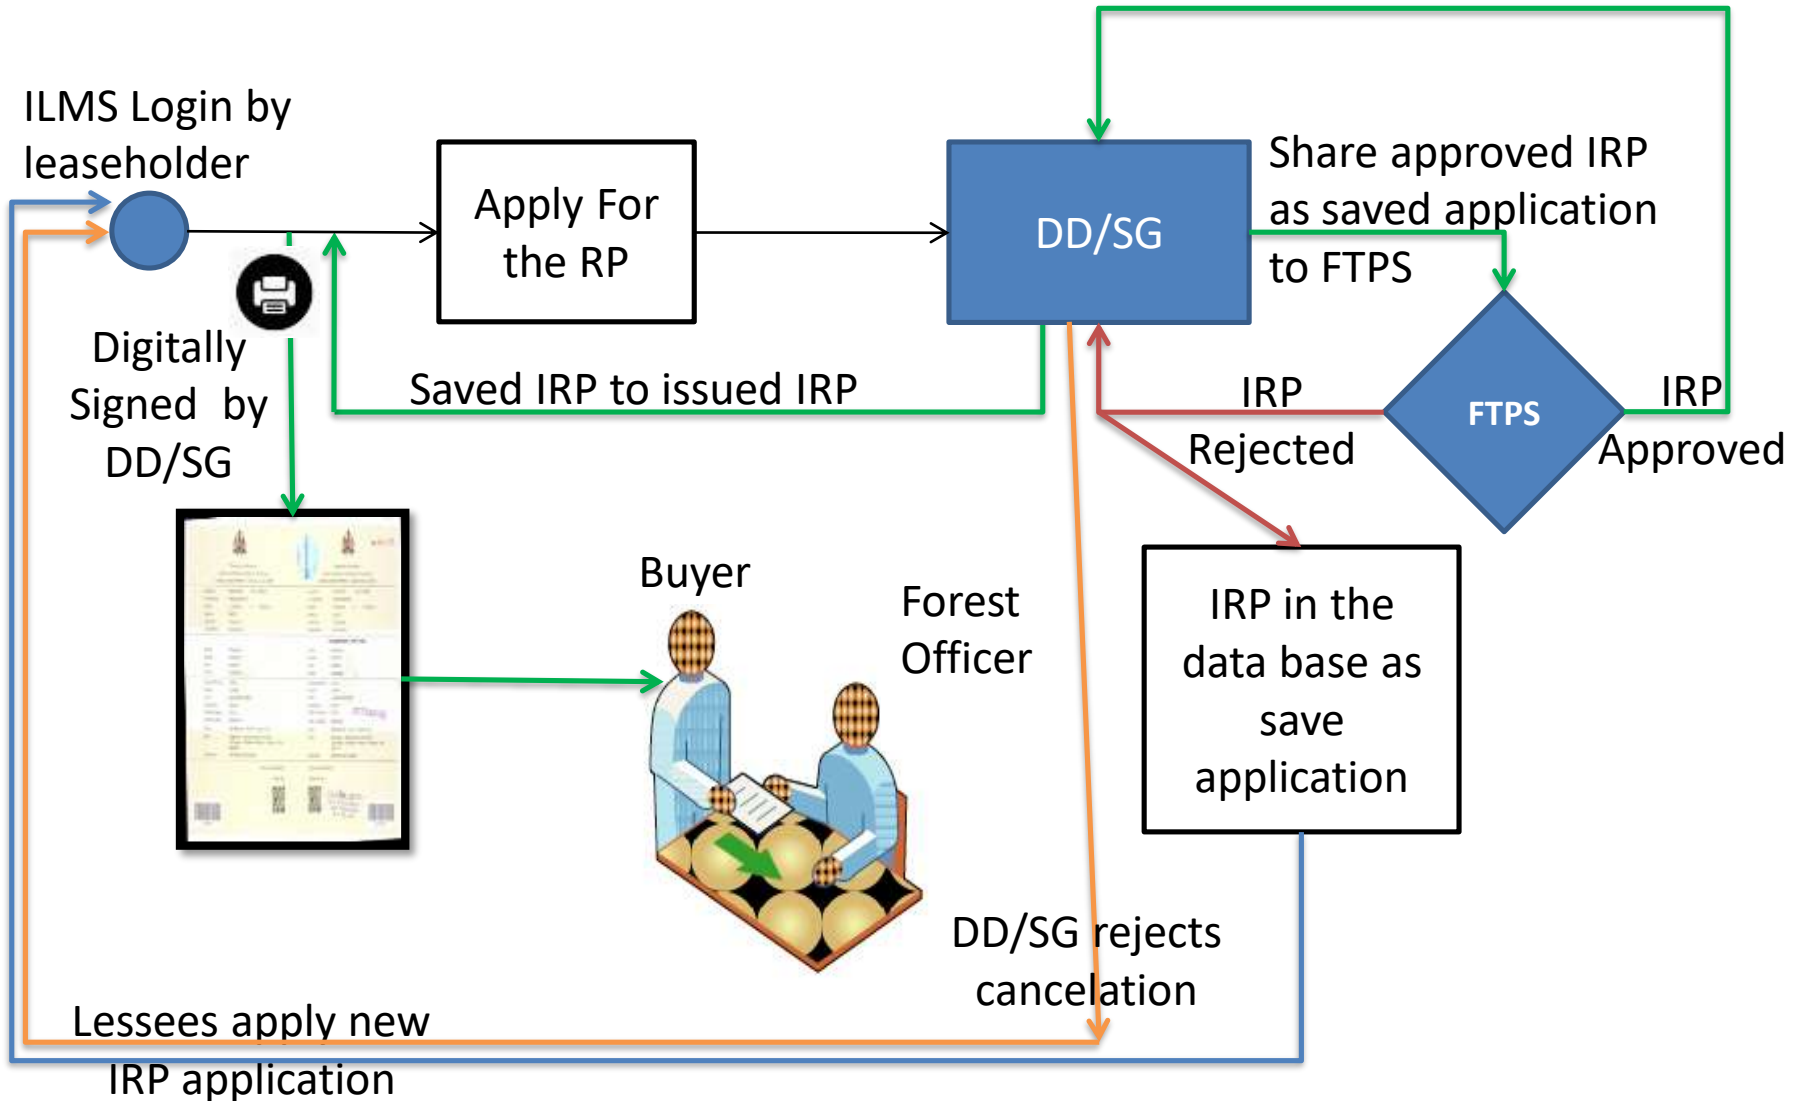 ILMS Login by
leaseholder
Apply For
the RP
DD/SG
Share approved IRP
as saved application
to FTPS
Digitally
Signed  by
DD/SG
Saved IRP to issued IRP
IRP
Rejected
FTPS
IRP
Approved
Buyer
Forest
Officer
IRP in the
data base as
save
application
DD/SG rejects
cancelation
Lessees apply new
IRP application